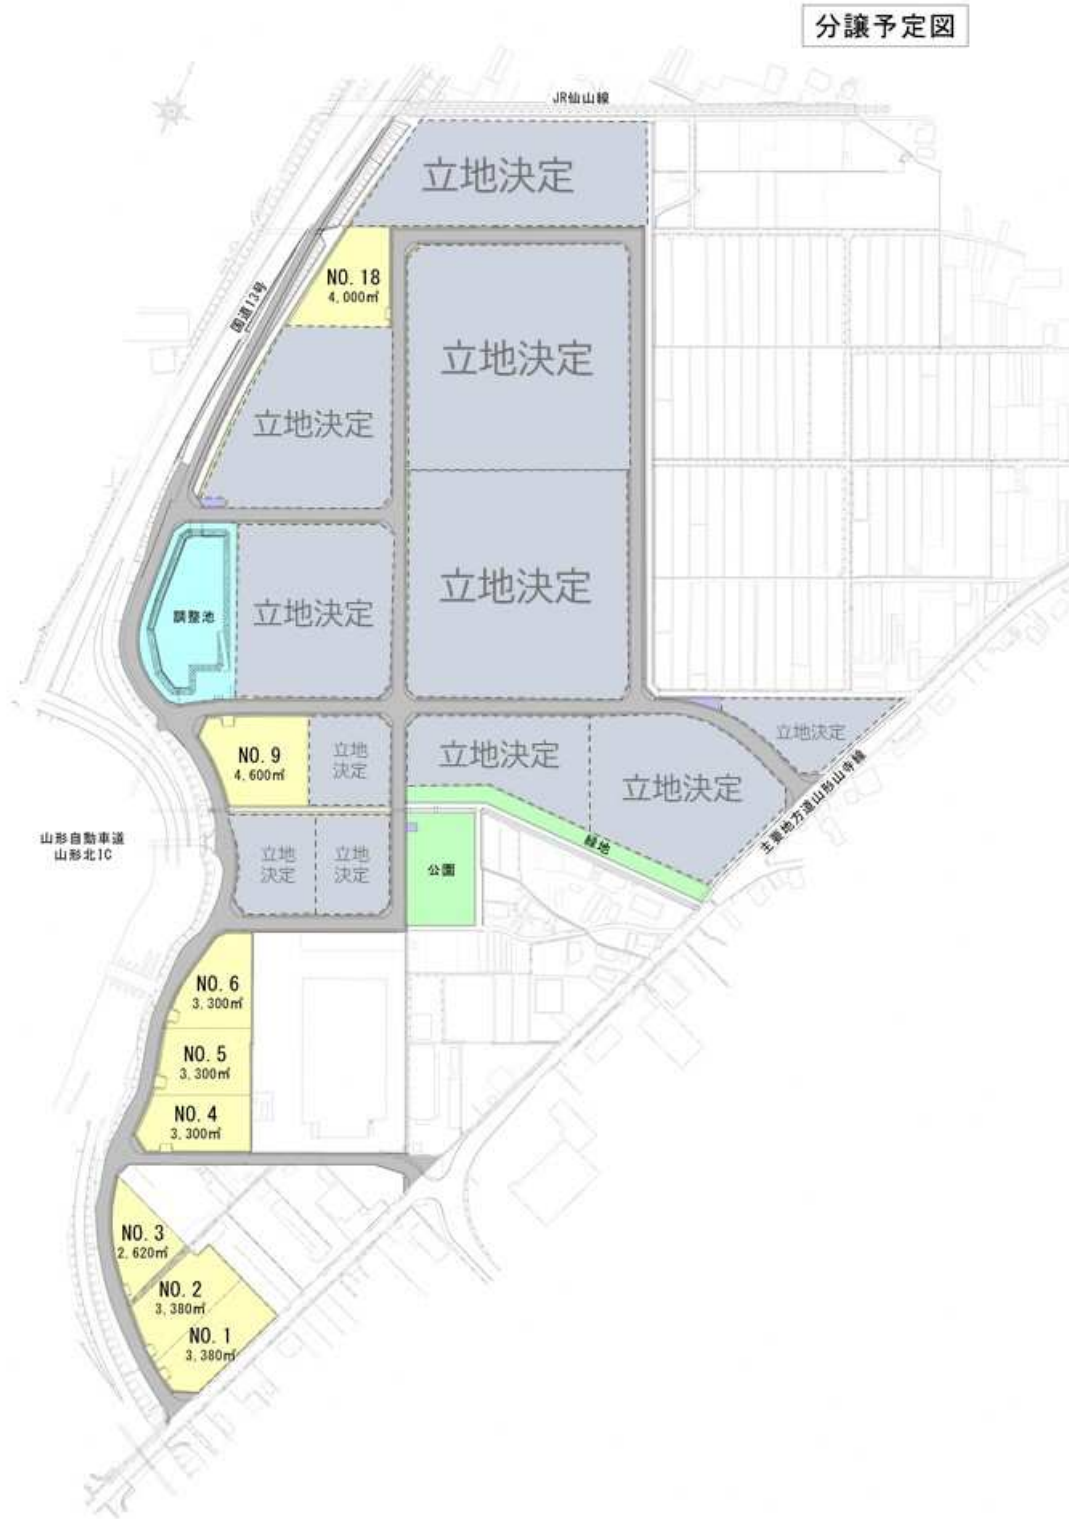 分譲予定図
JR仙山線
立地決定
国道13号
NO. 18
4,000㎡
立地決定
立地決定
立地決定
調整池
立地決定
NO. 9
4,600㎡
立地
決定
立地決定
立地決定
立地決定
主要地方道山形山寺線
山形自動車道
山形北IC
立地
決定
立地
決定
公園
緑地
NO. 6
3,300㎡
NO. 5
3,300㎡
NO. 4
3,300㎡
NO. 3
2,620㎡
NO. 2
3,380㎡
NO. 1
3,380㎡